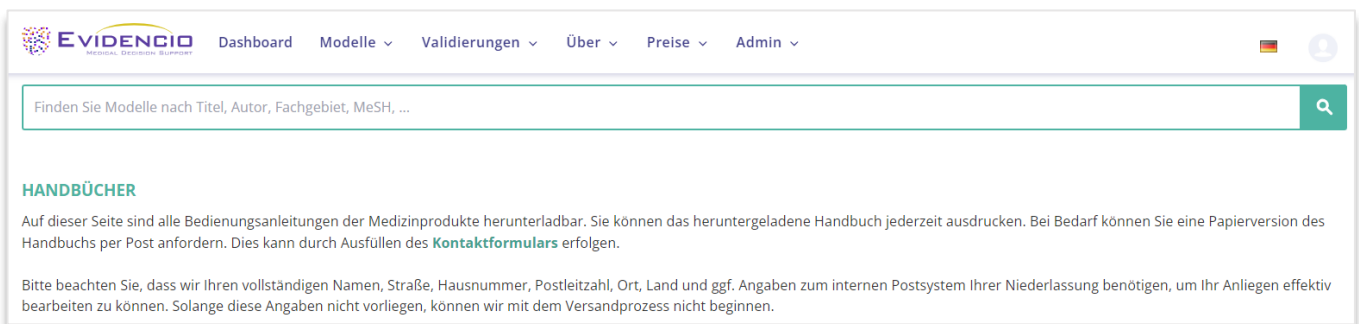 EVIDENCIO
MEDICAL DECISION SUPPORT
Dashboard Modelle Validierungen Über Preise Admin
Finden Sie Modelle nach Titel, Autor, Fachgebiet, MeSH, ...
HANDBÜCHER
Auf dieser Seite sind alle Bedienungsanleitungen der Medizinprodukte herunterladbar. Sie können das heruntergeladene Handbuch jederzeit ausdrucken. Bei Bedarf können Sie eine Papierversion des
Handbuchs per Post anfordern. Dies kann durch Ausfüllen des Kontaktformulars erfolgen.
Bitte beachten Sie, dass wir Ihren vollständigen Namen, Straße, Hausnummer, Postleitzahl, Ort, Land und ggf. Angaben zum internen Postsystem Ihrer Niederlassung benötigen, um Ihr Anliegen effektiv
bearbeiten zu können. Solange diese Angaben nicht vorliegen, können wir mit dem Versandprozess nicht beginnen.